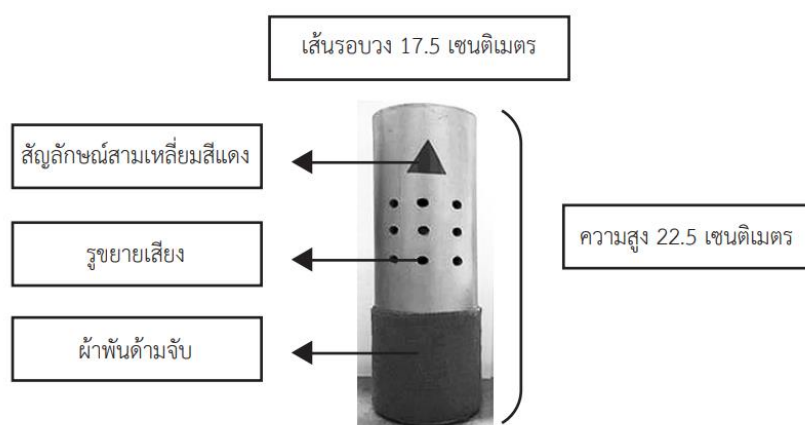 เส้นรอบวง 17.5 เซนติเมตร
สัญลักษณ์สามเหลี่ยมสีแดง
รูขยายเสียง
ความสูง 22.5 เซนติเมตร
ผ้าพันด้ามจับ